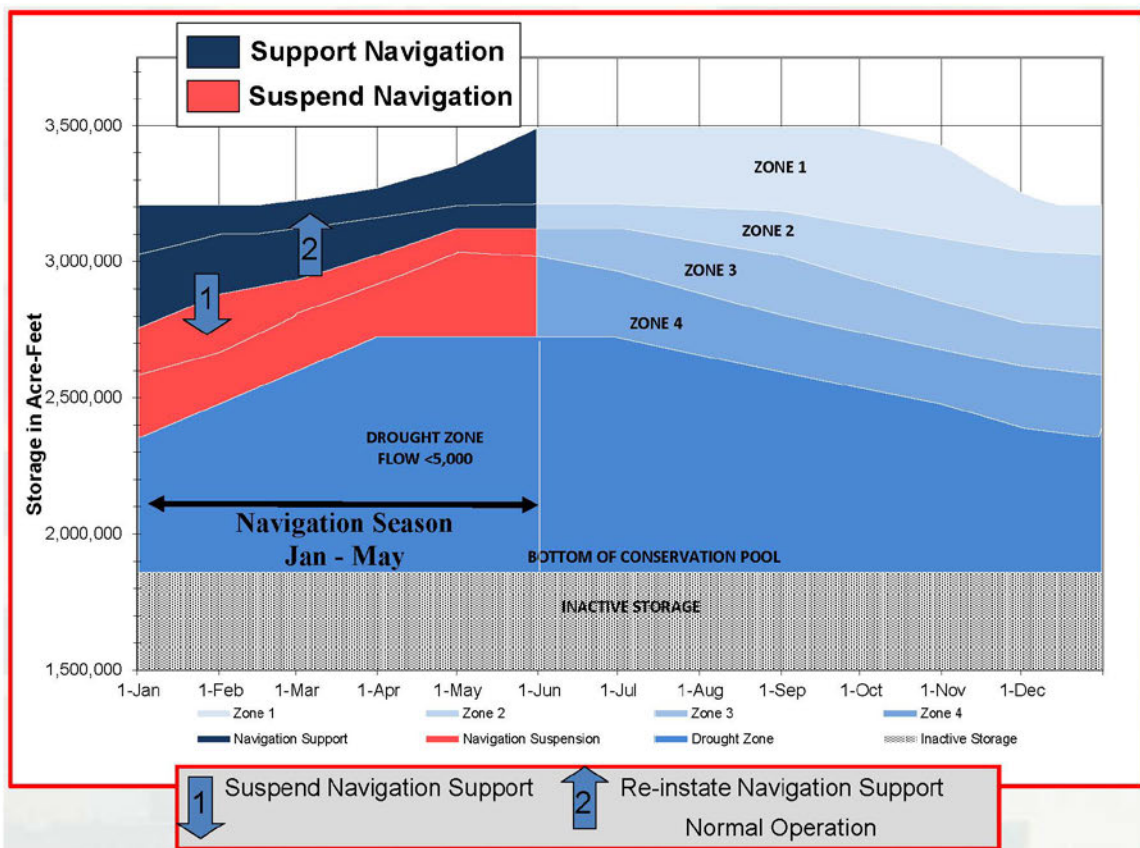 Support Navigation
Suspend Navigation
Storage in Acre-Feet
3,500,000
3,000,000
2,500,000
2,000,000
1,500,000
ZONE 1
ZONE 2
ZONE 3
ZONE 4
2
1
DROUGHT ZONE
FLOW <5,000
Navigation Season
Jan - May
BOTTOM OF CONSERVATION POOL
INACTIVE STORAGE
1-Jan 1-Feb 1-Mar 1-Apr 1-May 1-Jun 1-Jul 1-Aug 1-Sep 1-Oct 1-Nov 1-Dec
Zone 1 Zone 2 Zone 3 Zone 4
Navigation Support Navigation Suspension Drought Zone Inactive Storage
1 Suspend Navigation Support 2 Re-instate Navigation Support
Normal Operation